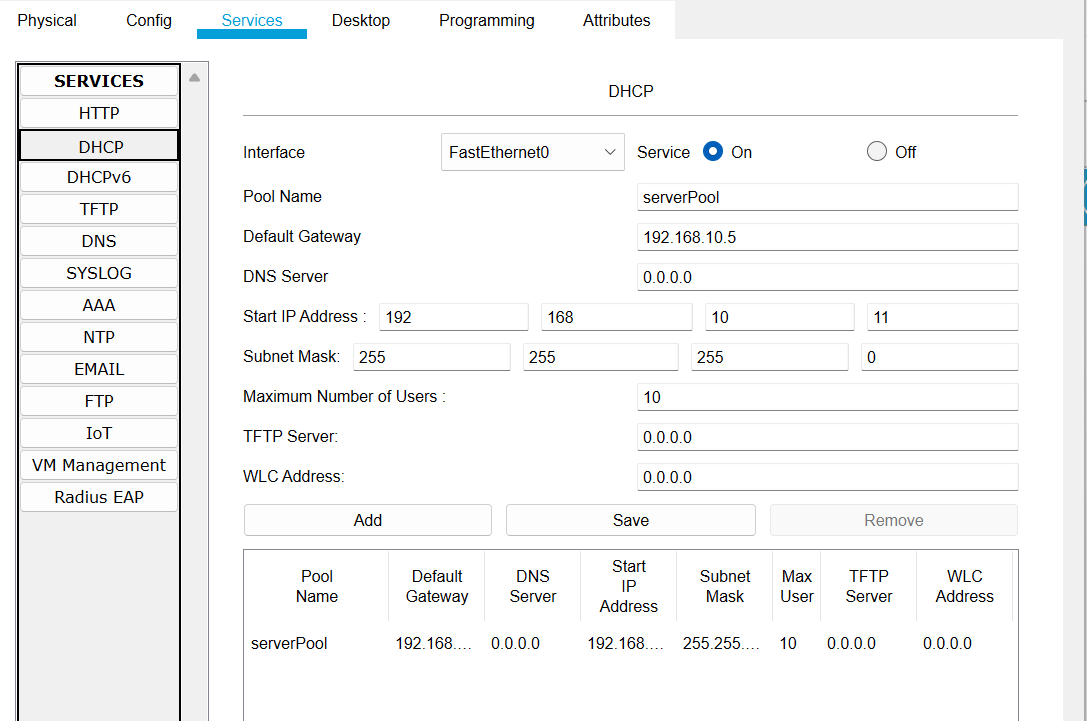 Physical Config Services Desktop Programming Attributes
SERVICES
HTTP
DHCP
DHCPv6
TFTP
DNS
SYSLOG
AAA
NTP
EMAIL
FTP
IoT
VM Management
Radius EAP
DHCP
Interface FastEthernet0 Service On Off
Pool Name serverPool
Default Gateway 192.168.10.5
DNS Server 0.0.0.0
Start IP Address : 192 168 10 11
Subnet Mask: 255 255 255 0
Maximum Number of Users : 10
TFTP Server: 0.0.0.0
WLC Address: 0.0.0.0
Add Save Remove
Pool Name Default Gateway DNS Server Start IP Address Subnet Mask Max User TFTP Server WLC Address
serverPool 192.168.... 0.0.0.0 192.168.... 255.255.... 10 0.0.0.0 0.0.0.0